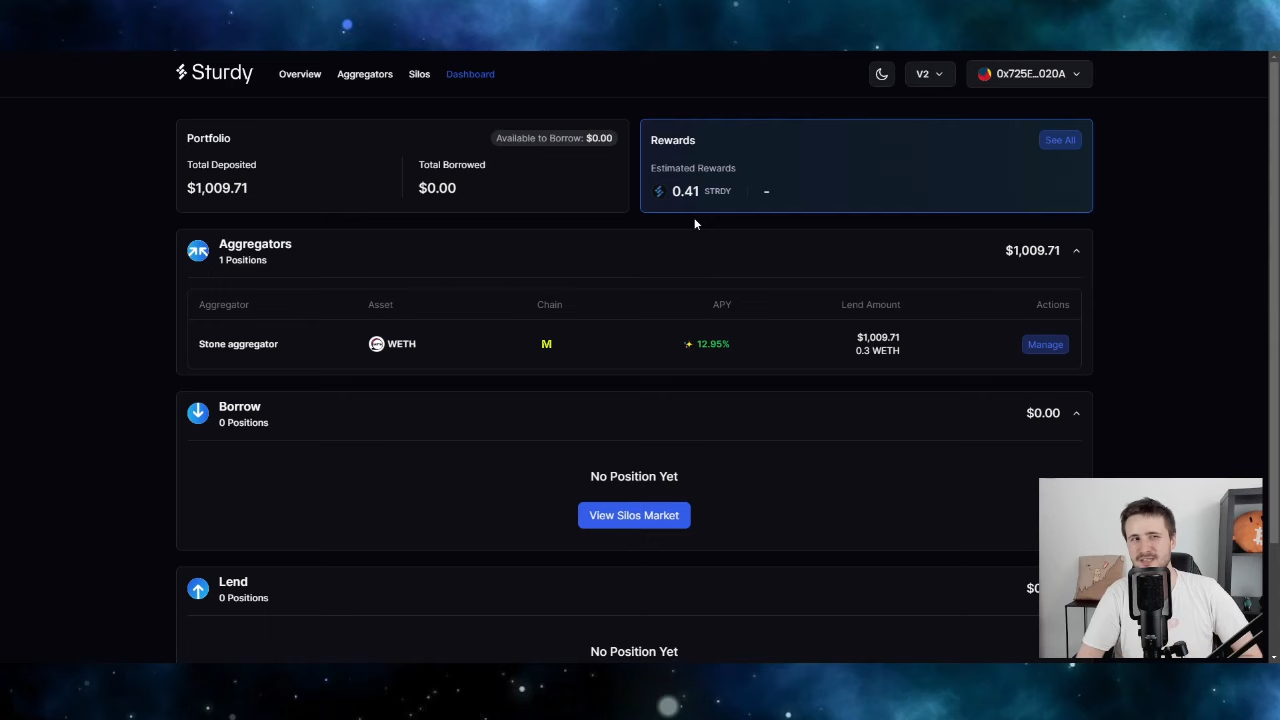 Sturdy
Overview
Aggregators
Silos
Dashboard
V2
0x725E...020A
Portfolio
Available to Borrow: $0.00
Total Deposited
Total Borrowed
$1,009.71
$0.00
Rewards
See All
Estimated Rewards
0.41 STRDY
-
Aggregators
1 Positions
$1,009.71
Aggregator
Asset
Chain
APY
Lend Amount
Actions
Stone aggregator
WETH
M
12.95%
$1,009.71
0.3 WETH
Manage
Borrow
0 Positions
$0.00
No Position Yet
View Silos Market
Lend
0 Positions
No Position Yet